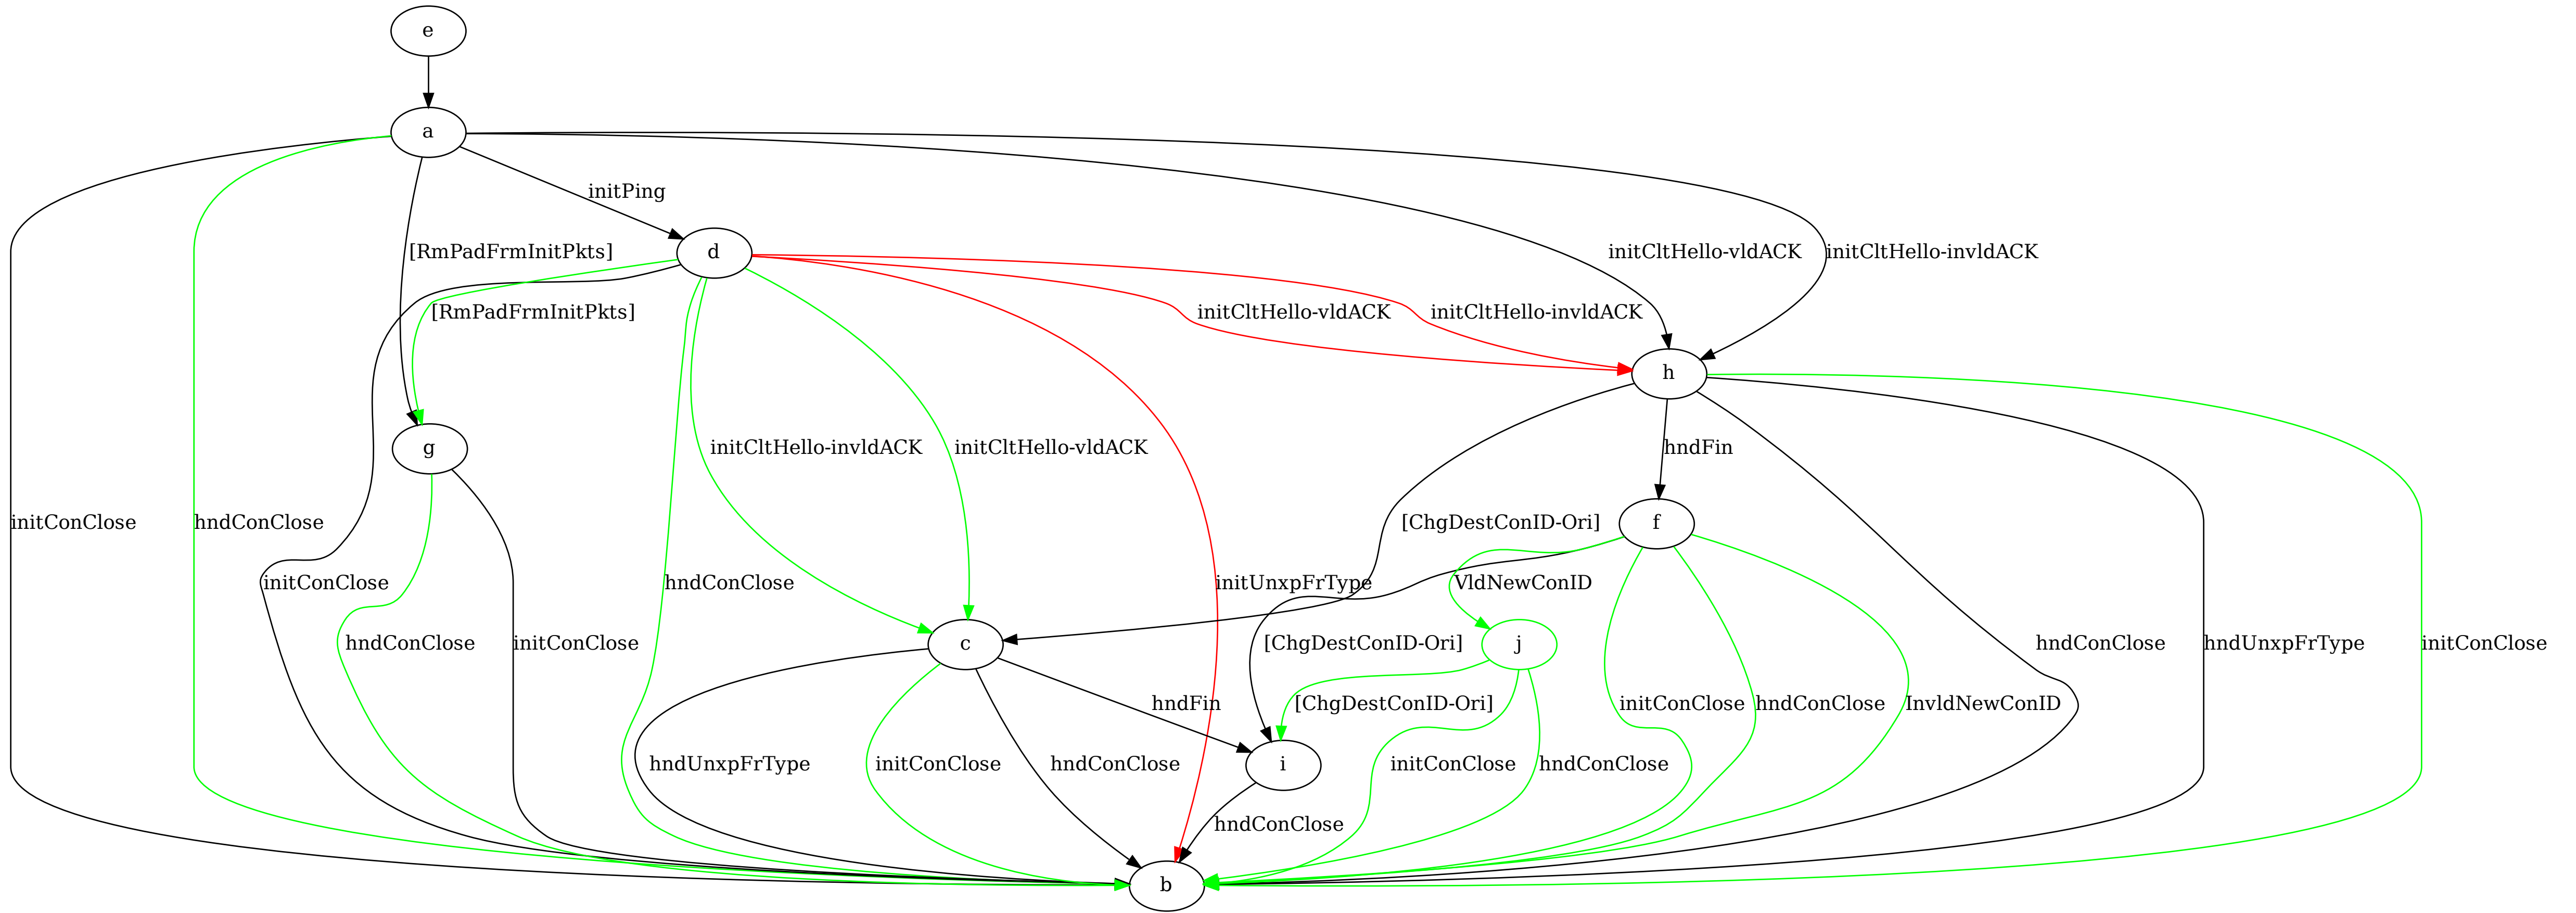 e
a
initPing
d
[RmPadFrmInitPkts]
initCltHello-vldACK
initCltHello-invldACK
[RmPadFrmInitPkts]
initCltHello-vldACK
initCltHello-invldACK
h
g
initCltHello-invldACK
initCltHello-vldACK
hndFin
initConClose
hndConClose
[ChgDestConID-Ori]
f
initConClose
hndConClose
initUnxpFrType
VldNewConID
hndConClose
initConClose
c
[ChgDestConID-Ori]
j
hndConClose
hndUnxpFrType
initConClose
hndFin
[ChgDestConID-Ori]
initConClose
hndConClose
InvldNewConID
hndUnxpFrType
initConClose
hndConClose
i
initConClose
hndConClose
hndConClose
b